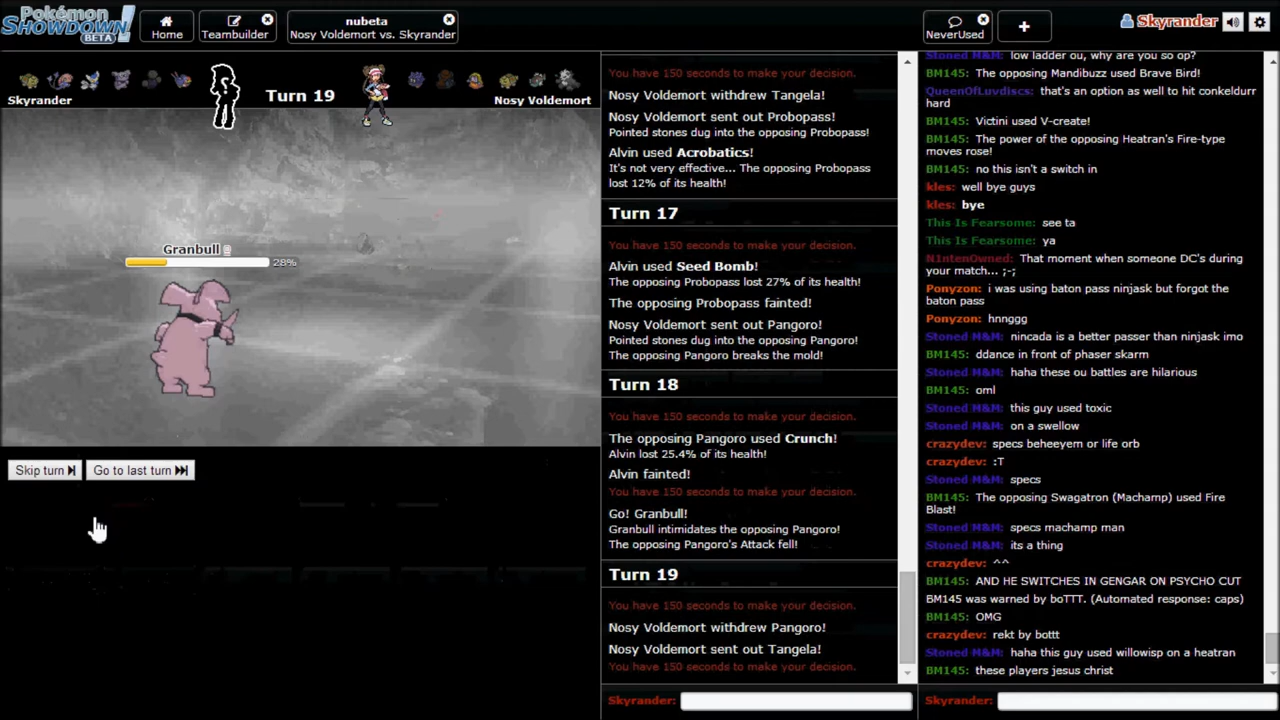 Pokémon
SHOWDOWN!
BETA
Home
Teambuilder
nubeta
Nosy Voldemort vs. Skyrander
NeverUsed
+
Skyrander
Skyrander
Turn 19
Nosy Voldemort
Granbull
28%
Skip turn
Go to last turn
You have 150 seconds to make your decision.
Nosy Voldemort withdrew Tangela!
Nosy Voldemort sent out Probopass!
Pointed stones dug into the opposing Probopass!
Alvin used Acrobatics!
It's not very effective... The opposing Probopass
lost 12% of its health!
Turn 17
You have 150 seconds to make your decision.
Alvin used Seed Bomb!
The opposing Probopass lost 27% of its health!
The opposing Probopass fainted!
Nosy Voldemort sent out Pangoro!
Pointed stones dug into the opposing Pangoro!
The opposing Pangoro breaks the mold!
Turn 18
You have 150 seconds to make your decision.
The opposing Pangoro used Crunch!
Alvin lost 25.4% of its health!
Alvin fainted!
You have 150 seconds to make your decision.
Go! Granbull!
Granbull intimidates the opposing Pangoro!
The opposing Pangoro's Attack fell!
Turn 19
You have 150 seconds to make your decision.
Nosy Voldemort withdrew Pangoro!
Nosy Voldemort sent out Tangela!
You have 150 seconds to make your decision.
Skyrander:
Stoned M&M: low ladder ou, why are you so op?
BM145: The opposing Mandibuzz used Brave Bird!
QueenOfLuvdiscs: that's an option as well to hit conkeldurr
hard
BM145: Victini used V-create!
BM145: The power of the opposing Heatran's Fire-type
moves rose!
BM145: no this isn't a switch in
kles: well bye guys
kles: bye
This Is Fearsome: see ta
This Is Fearsome: ya
N1ntenOwned: That moment when someone DC's during
your match... ;-;
Ponyzon: i was using baton pass ninjask but forgot the
baton pass
Ponyzon: hnnggg
Stoned M&M: nincada is a better passer than ninjask imo
BM145: ddance in front of phaser skarm
Stoned M&M: haha these ou battles are hilarious
BM145: oml
Stoned M&M: this guy used toxic
Stoned M&M: on a swellow
crazydev: specs beheeyem or life orb
crazydev: :T
Stoned M&M: specs
BM145: The opposing Swagatron (Machamp) used Fire
Blast!
Stoned M&M: specs machamp man
Stoned M&M: its a thing
crazydev: ^^
BM145: AND HE SWITCHES IN GENGAR ON PSYCHO CUT
BM145 was warned by boTTT. (Automated response: caps)
BM145: OMG
crazydev: rekt by bottt
Stoned M&M: haha this guy used willowisp on a heatran
BM145: these players jesus christ
Skyrander: